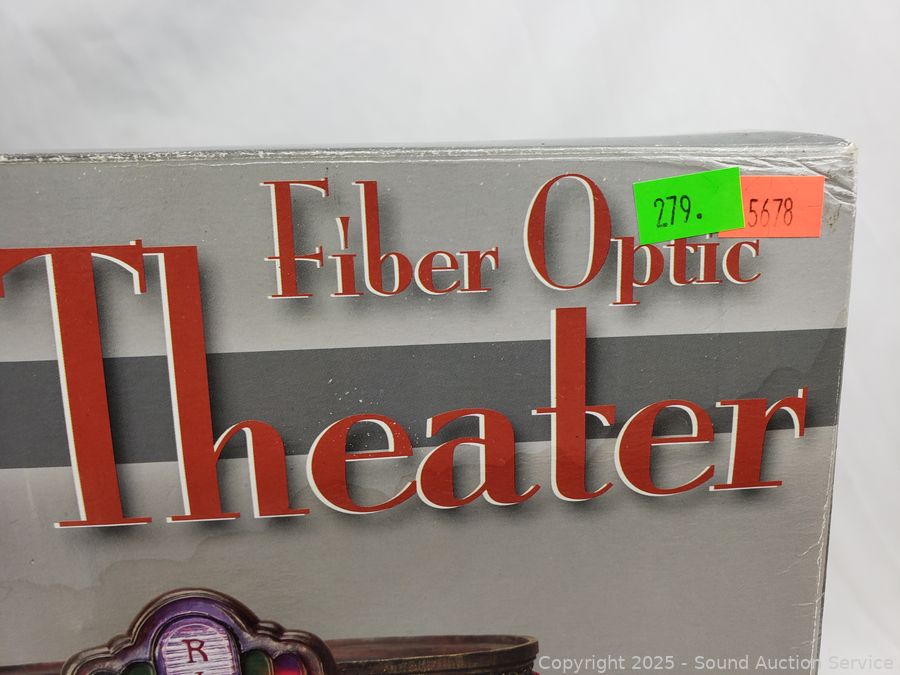 Fiber Optic
279.
5678
Theater
R
Copyright 2025 - Sound Auction Service